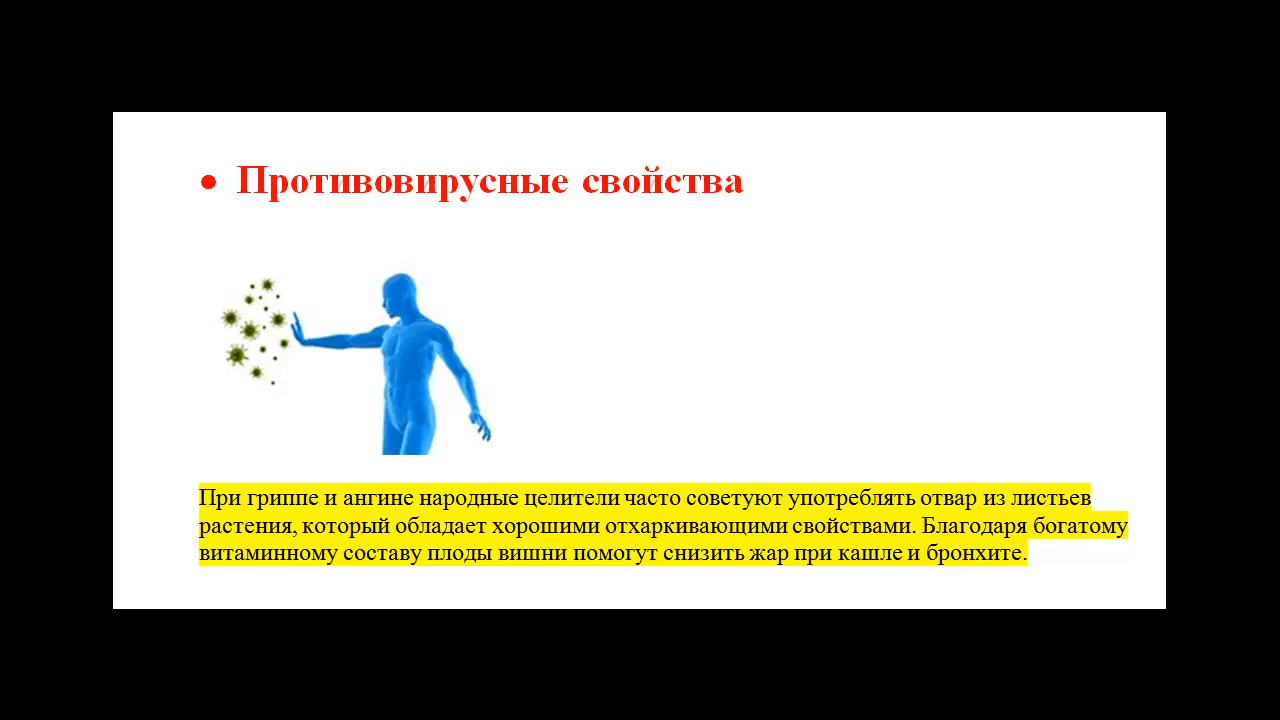 • Противовирусные свойства
При гриппе и ангине народные целители часто советуют употреблять отвар из листьев
растения, который обладает хорошими отхаркивающими свойствами. Благодаря богатому
витаминному составу плоды вишни помогут снизить жар при кашле и бронхите.